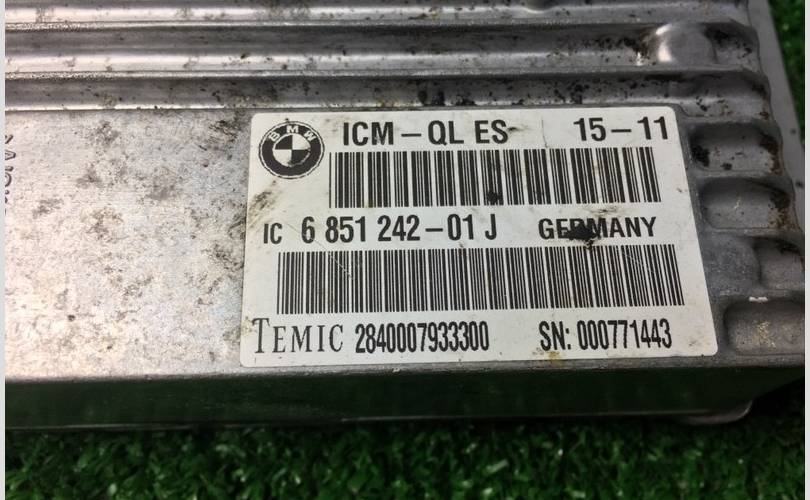 BMW
ICM - QL ES 15 - 11
IC 6 851 242 - 01 J GERMANY
TEMIC 2840007933300 SN: 000771443